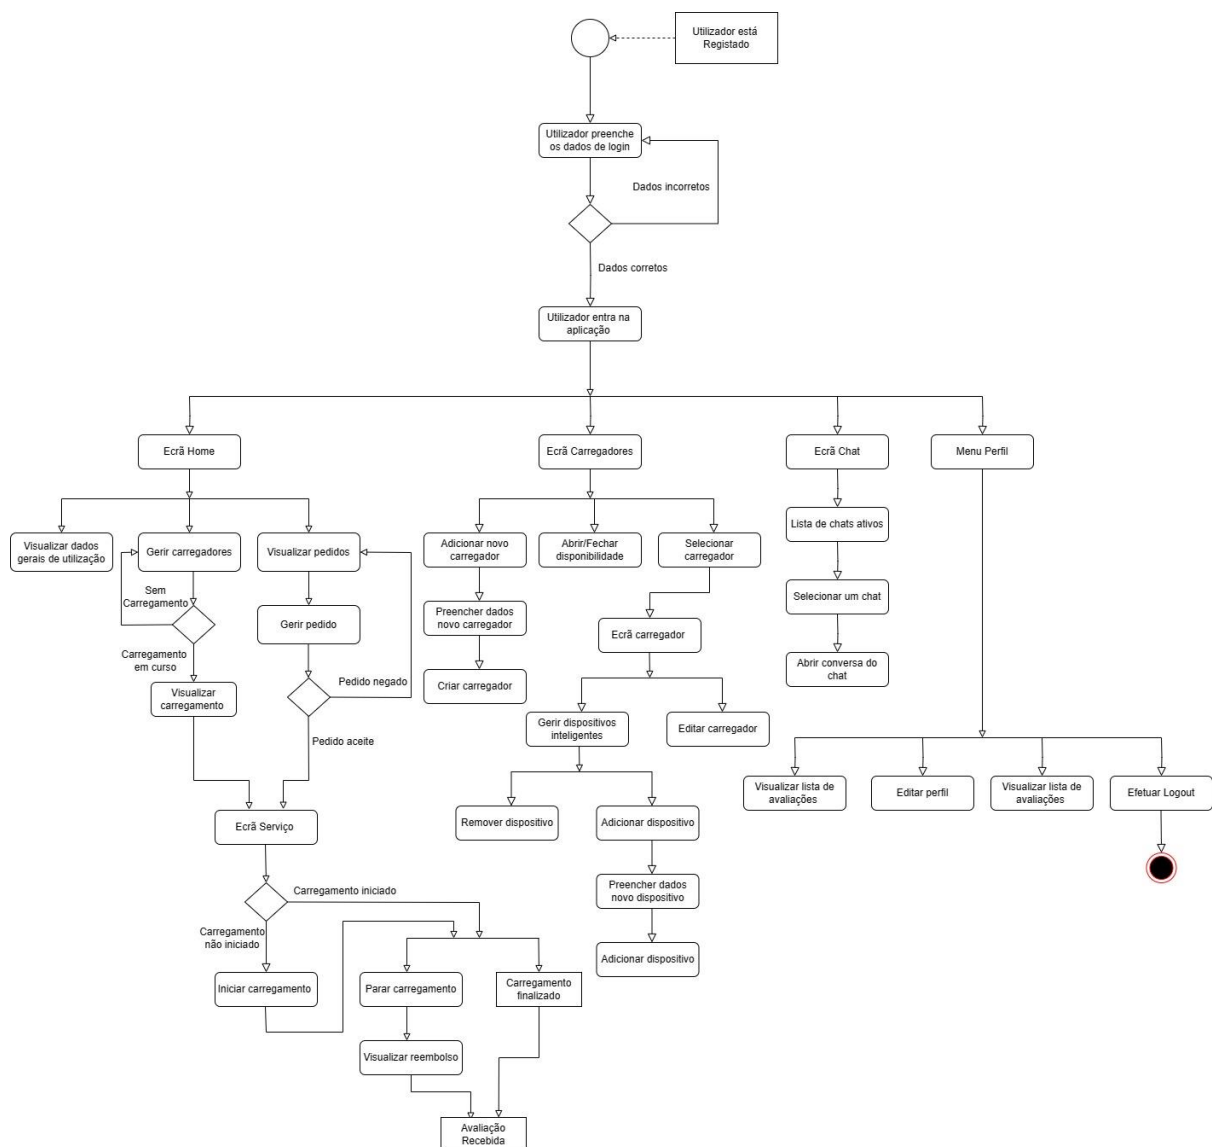 Utilizador está
Registado
Utilizador preenche
os dados de login
Dados incorretos
Dados corretos
Utilizador entra na
aplicação
Ecrã Home
Ecrã Carregadores
Ecrã Chat
Menu Perfil
Visualizar dados
gerais de utilização
Gerir carregadores
Visualizar pedidos
Adicionar novo
carregador
Abrir/Fechar
disponibilidade
Selecionar
carregador
Lista de chats ativos
Sem
Carregamento
Gerir pedido
Preencher dados
novo carregador
Ecrã carregador
Selecionar um chat
Carregamento
em curso
Visualizar
carregamento
Pedido negado
Criar carregador
Abrir conversa do
chat
Pedido aceite
Gerir dispositivos
inteligentes
Editar carregador
Visualizar lista de
avaliações
Editar perfil
Visualizar lista de
avaliações
Efetuar Logout
Ecrã Serviço
Remover dispositivo
Adicionar dispositivo
Carregamento iniciado
Preencher dados
novo dispositivo
Carregamento
não iniciado
Adicionar dispositivo
Iniciar carregamento
Parar carregamento
Carregamento
finalizado
Visualizar reembolso
Avaliação
Recebida